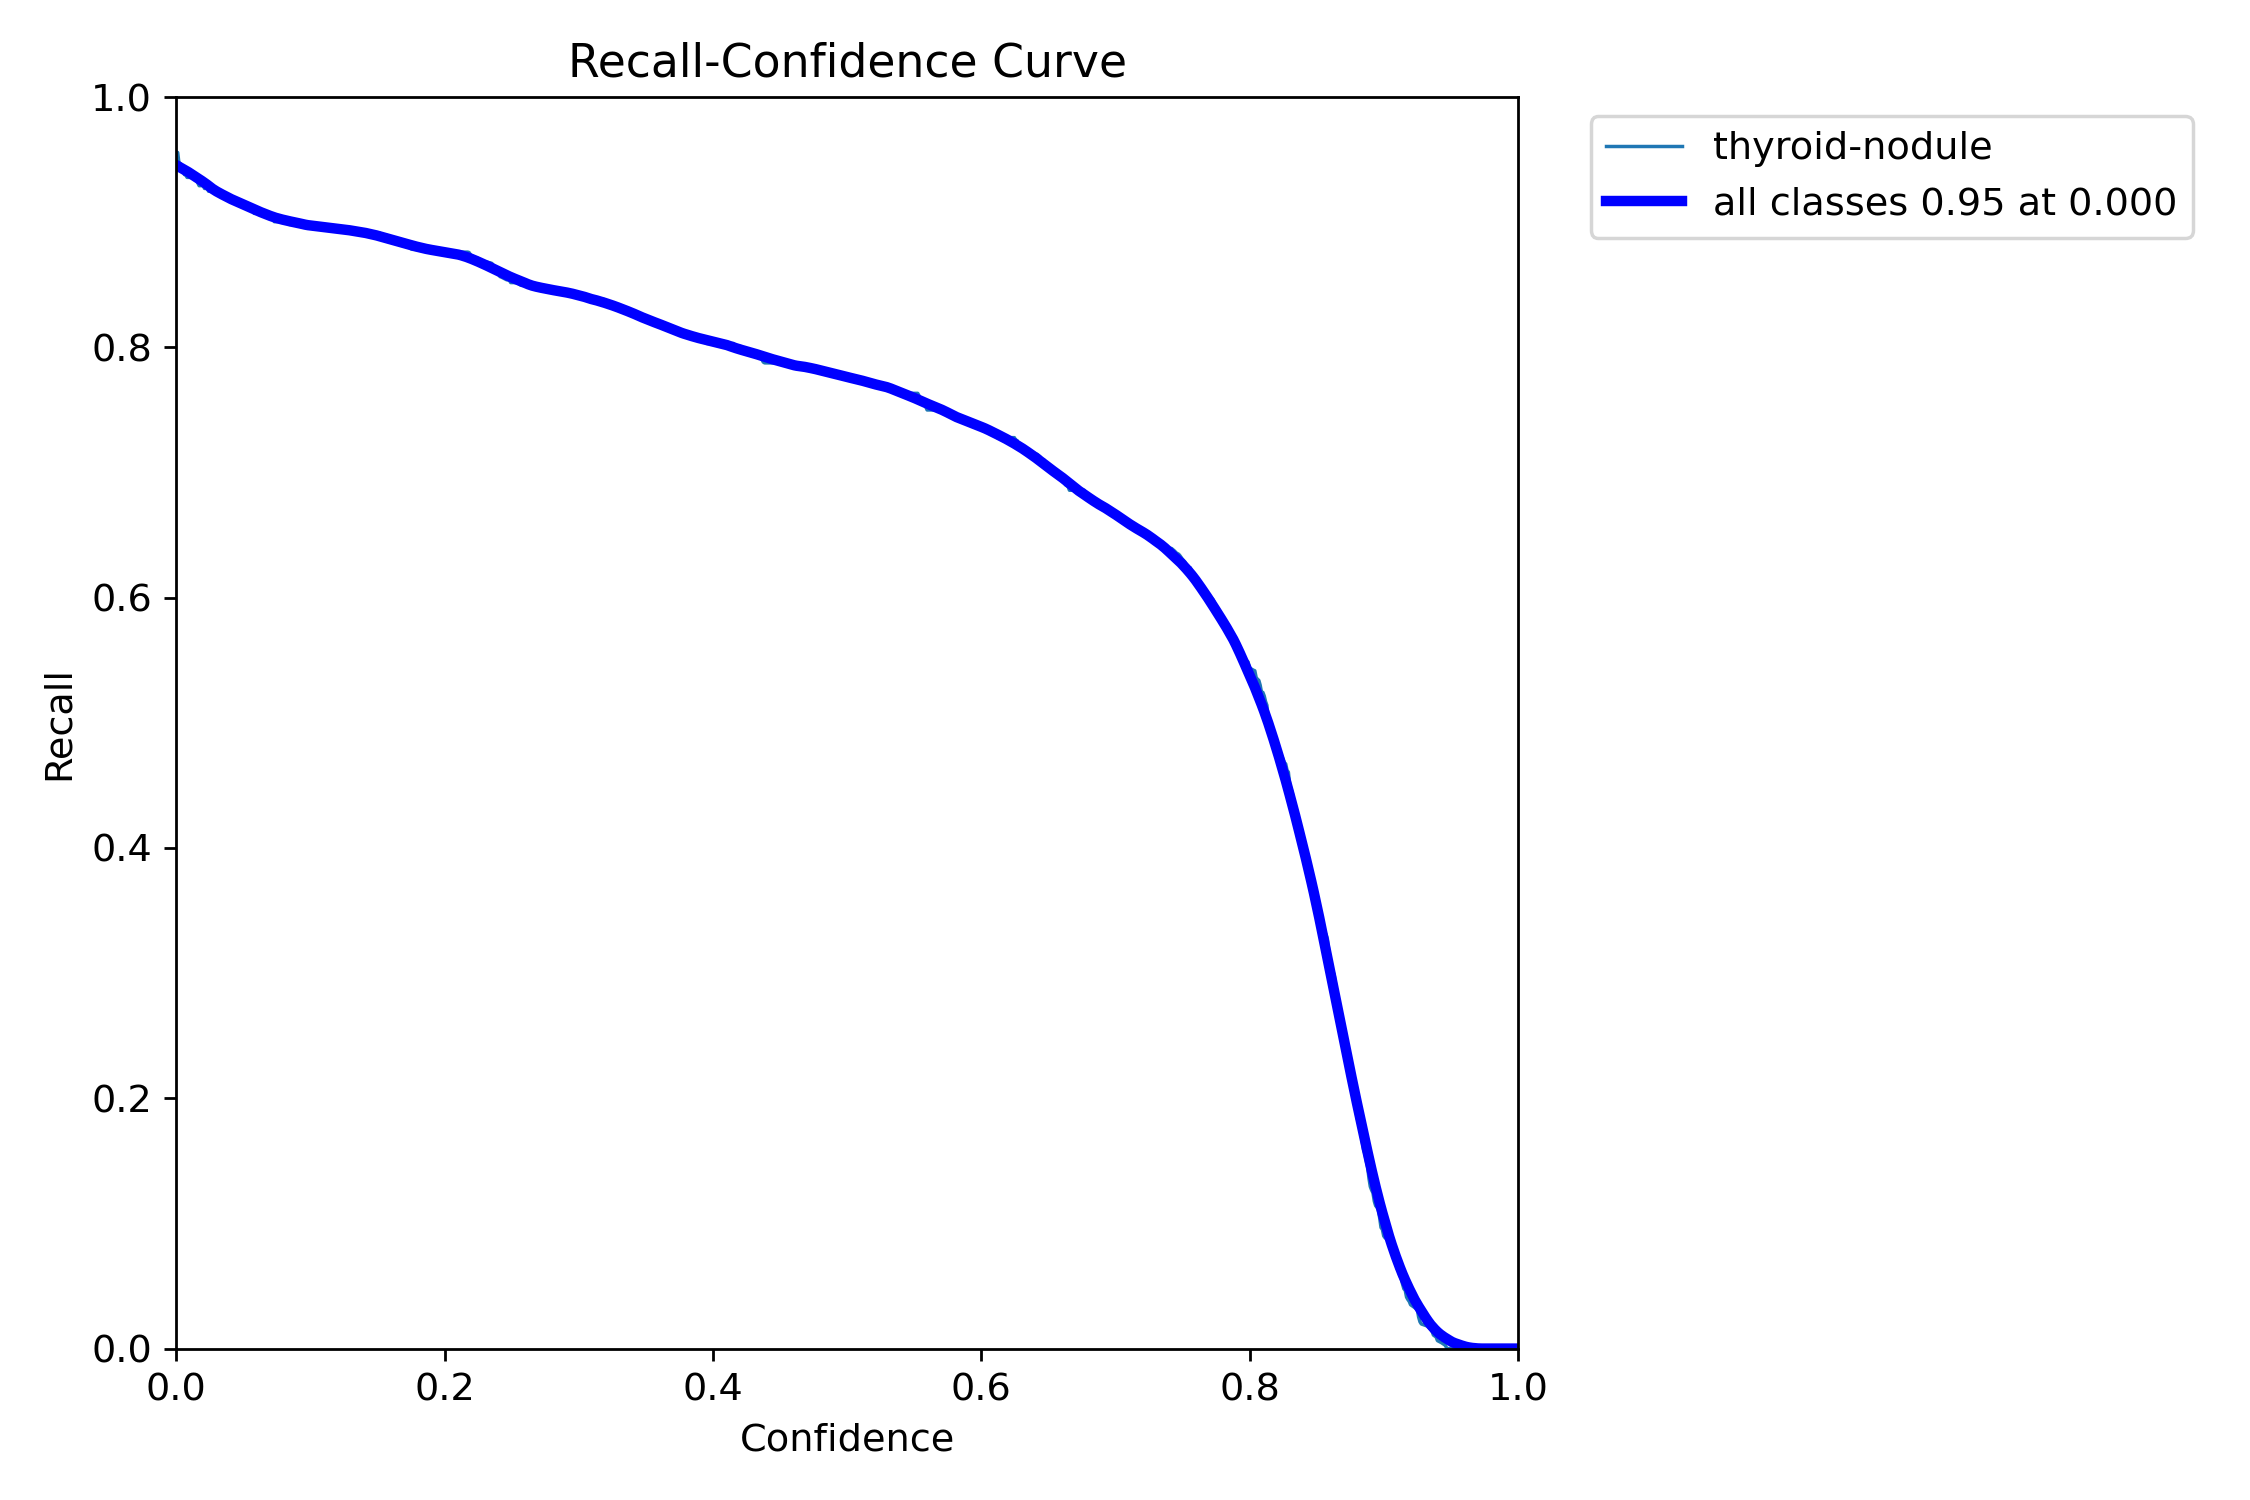 Recall-Confidence Curve
1.0
0.8
0.6
0.4
0.2
0.0
Recall
0.0 0.2 0.4 0.6 0.8 1.0
Confidence
thyroid-nodule
all classes 0.95 at 0.000